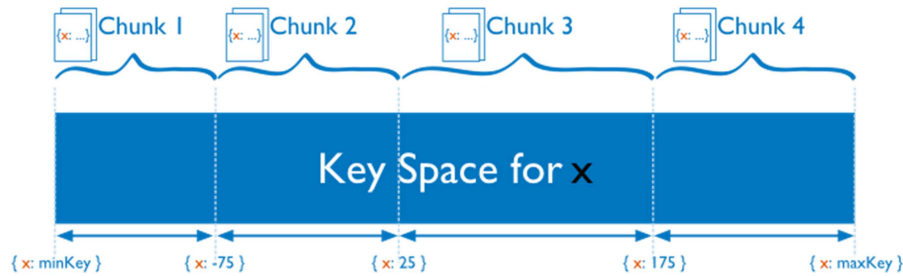 {x: ...} Chunk 1 {x: ...} Chunk 2 {x: ...} Chunk 3 {x: ...} Chunk 4
Key Space for x
{ x: minKey } { x: -75 } { x: 25 } { x: 175 } { x: maxKey }